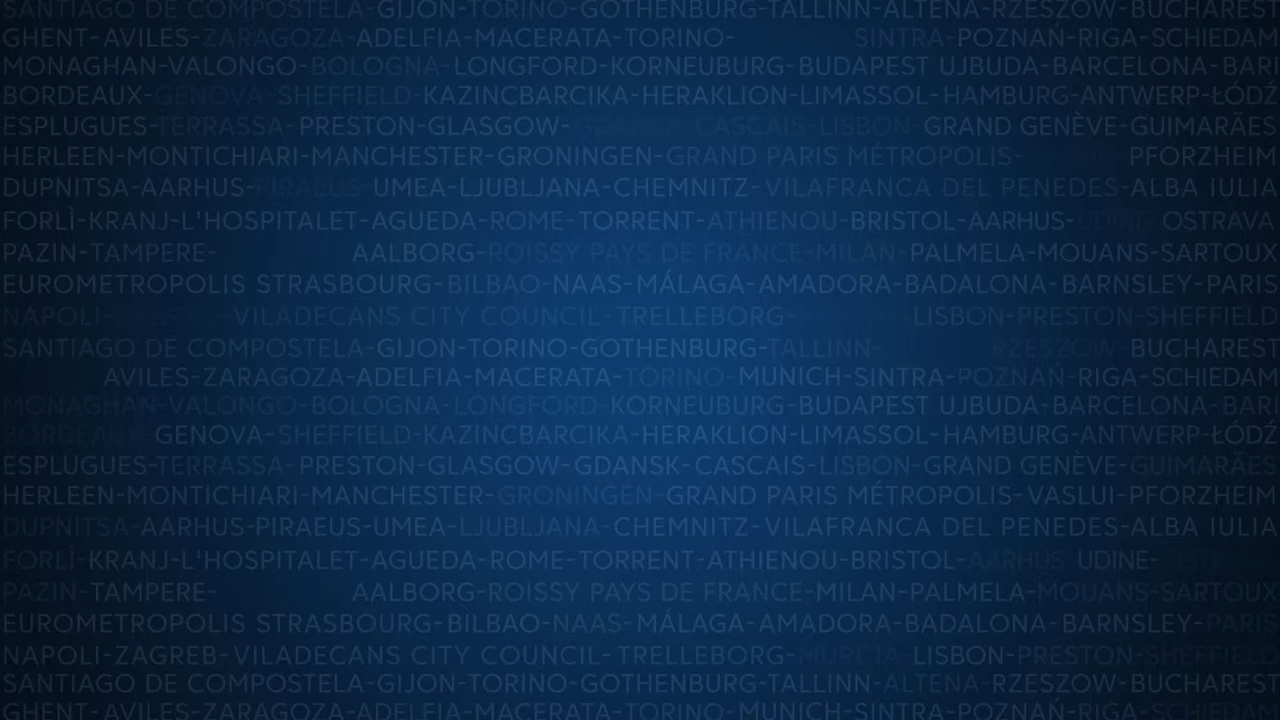 SANTIAGO DE COMPOSTELA-GIJON-TORINO-GOTHENBURG-TALLINN-ALTENA-RZESZOW-BUCHAREST
GHENT-AVILES-ZARAGOZA-ADELFIA-MACERATA-TORINO- SINTRA-POZNAŃ-RIGA-SCHIEDAM
MONAGHAN-VALONGO-BOLOGNA-LONGFORD-KORNEUBURG-BUDAPEST UJBUDA-BARCELONA-BARI
BORDEAUX-GENOVA-SHEFFIELD-KAZINCBARCIKA-HERAKLION-LIMASSOL-HAMBURG-ANTWERP-ŁÓDŹ
ESPLUGUES-TERRASSA-PRESTON-GLASGOW- CASCAIS-LISBON-GRAND GENÈVE-GUIMARÃES
HERLEEN-MONTICHIARI-MANCHESTER-GRONINGEN-GRAND PARIS MÉTROPOLIS- PFORZHEIM
DUPNITSA-AARHUS-PIRAEUS-UMEA-LJUBLJANA-CHEMNITZ-VILAFRANCA DEL PENEDES-ALBA IULIA
FORLÌ-KRANJ-L'HOSPITALET-AGUEDA-ROME-TORRENT-ATHIENOU-BRISTOL-AARHUS-UDINE- OSTRAVA
PAZIN-TAMPERE- AALBORG-ROISSY PAYS DE FRANCE-MILAN-PALMELA-MOUANS-SARTOUX
EUROMETROPOLIS STRASBOURG-BILBAO-NAAS-MÁLAGA-AMADORA-BADALONA-BARNSLEY-PARIS
NAPOLI- VILADECANS CITY COUNCIL-TRELLEBORG- LISBON-PRESTON-SHEFFIELD
SANTIAGO DE COMPOSTELA-GIJON-TORINO-GOTHENBURG-TALLINN- RZESZOW-BUCHAREST
AVILES-ZARAGOZA-ADELFIA-MACERATA-TORINO-MUNICH-SINTRA-POZNAŃ-RIGA-SCHIEDAM
MONAGHAN-VALONGO-BOLOGNA-LONGFORD-KORNEUBURG-BUDAPEST UJBUDA-BARCELONA-BARI
BORDEAUX-GENOVA-SHEFFIELD-KAZINCBARCIKA-HERAKLION-LIMASSOL-HAMBURG-ANTWERP-ŁÓDŹ
ESPLUGUES-TERRASSA-PRESTON-GLASGOW-GDANSK-CASCAIS-LISBON-GRAND GENÈVE-GUIMARÃES
HERLEEN-MONTICHIARI-MANCHESTER-GRONINGEN-GRAND PARIS MÉTROPOLIS-VASLUI-PFORZHEIM
DUPNITSA-AARHUS-PIRAEUS-UMEA-LJUBLJANA-CHEMNITZ-VILAFRANCA DEL PENEDES-ALBA IULIA
FORLÌ-KRANJ-L'HOSPITALET-AGUEDA-ROME-TORRENT-ATHIENOU-BRISTOL-AARHUS-UDINE-
PAZIN-TAMPERE- AALBORG-ROISSY PAYS DE FRANCE-MILAN-PALMELA-MOUANS-SARTOUX
EUROMETROPOLIS STRASBOURG-BILBAO-NAAS-MÁLAGA-AMADORA-BADALONA-BARNSLEY-PARIS
NAPOLI-ZAGREB-VILADECANS CITY COUNCIL-TRELLEBORG-MURCIA-LISBON-PRESTON-SHEFFIELD
SANTIAGO DE COMPOSTELA-GIJON-TORINO-GOTHENBURG-TALLINN-ALTENA-RZESZOW-BUCHAREST
GHENT-AVILES-ZARAGOZA-ADELFIA-MACERATA-TORINO-MUNICH-SINTRA-POZNAŃ-RIGA-SCHIEDAM